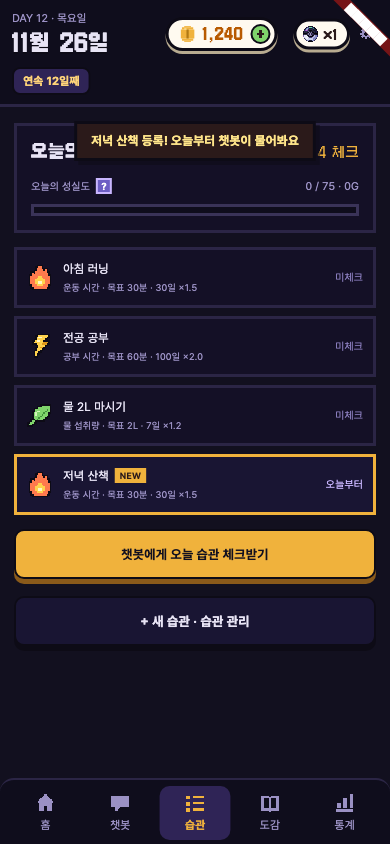 DAY 12 · 목요일
11월 26일
1,240
×1
연속 12일째
저녁 산책 등록! 오늘부터 챗봇이 물어봐요
4 체크
오늘의 성실도 ?
0 / 75 · 0G
아침 러닝
운동 시간 · 목표 30분 · 30일 ×1.5
미체크
전공 공부
공부 시간 · 목표 60분 · 100일 ×2.0
미체크
물 2L 마시기
물 섭취량 · 목표 2L · 7일 ×1.2
미체크
저녁 산책 NEW
운동 시간 · 목표 30분 · 30일 ×1.5
오늘부터
챗봇에게 오늘 습관 체크받기
+ 새 습관 · 습관 관리
홈
챗봇
습관
도감
통계